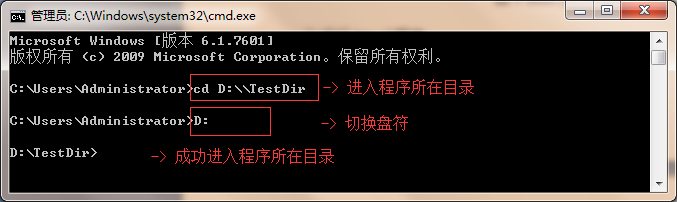 管理员: C:\Windows\system32\cmd.exe
Microsoft Windows [版本 6.1.7601]
版权所有 (c) 2009 Microsoft Corporation。保留所有权利。
C:\Users\Administrator>cd D:\\TestDir -> 进入程序所在目录
C:\Users\Administrator>D: -> 切换盘符
D:\TestDir> -> 成功进入程序所在目录